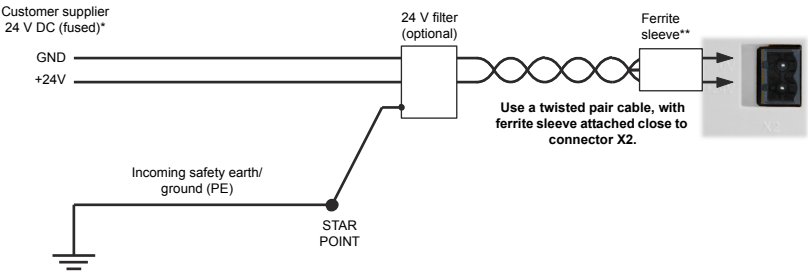 Customer supplier
24 V DC (fused)*
GND
+24V
24 V filter
(optional)
Ferrite
sleeve**
Use a twisted pair cable, with
ferrite sleeve attached close to
connector X2.
X2
Incoming safety earth/
ground (PE)
STAR
POINT